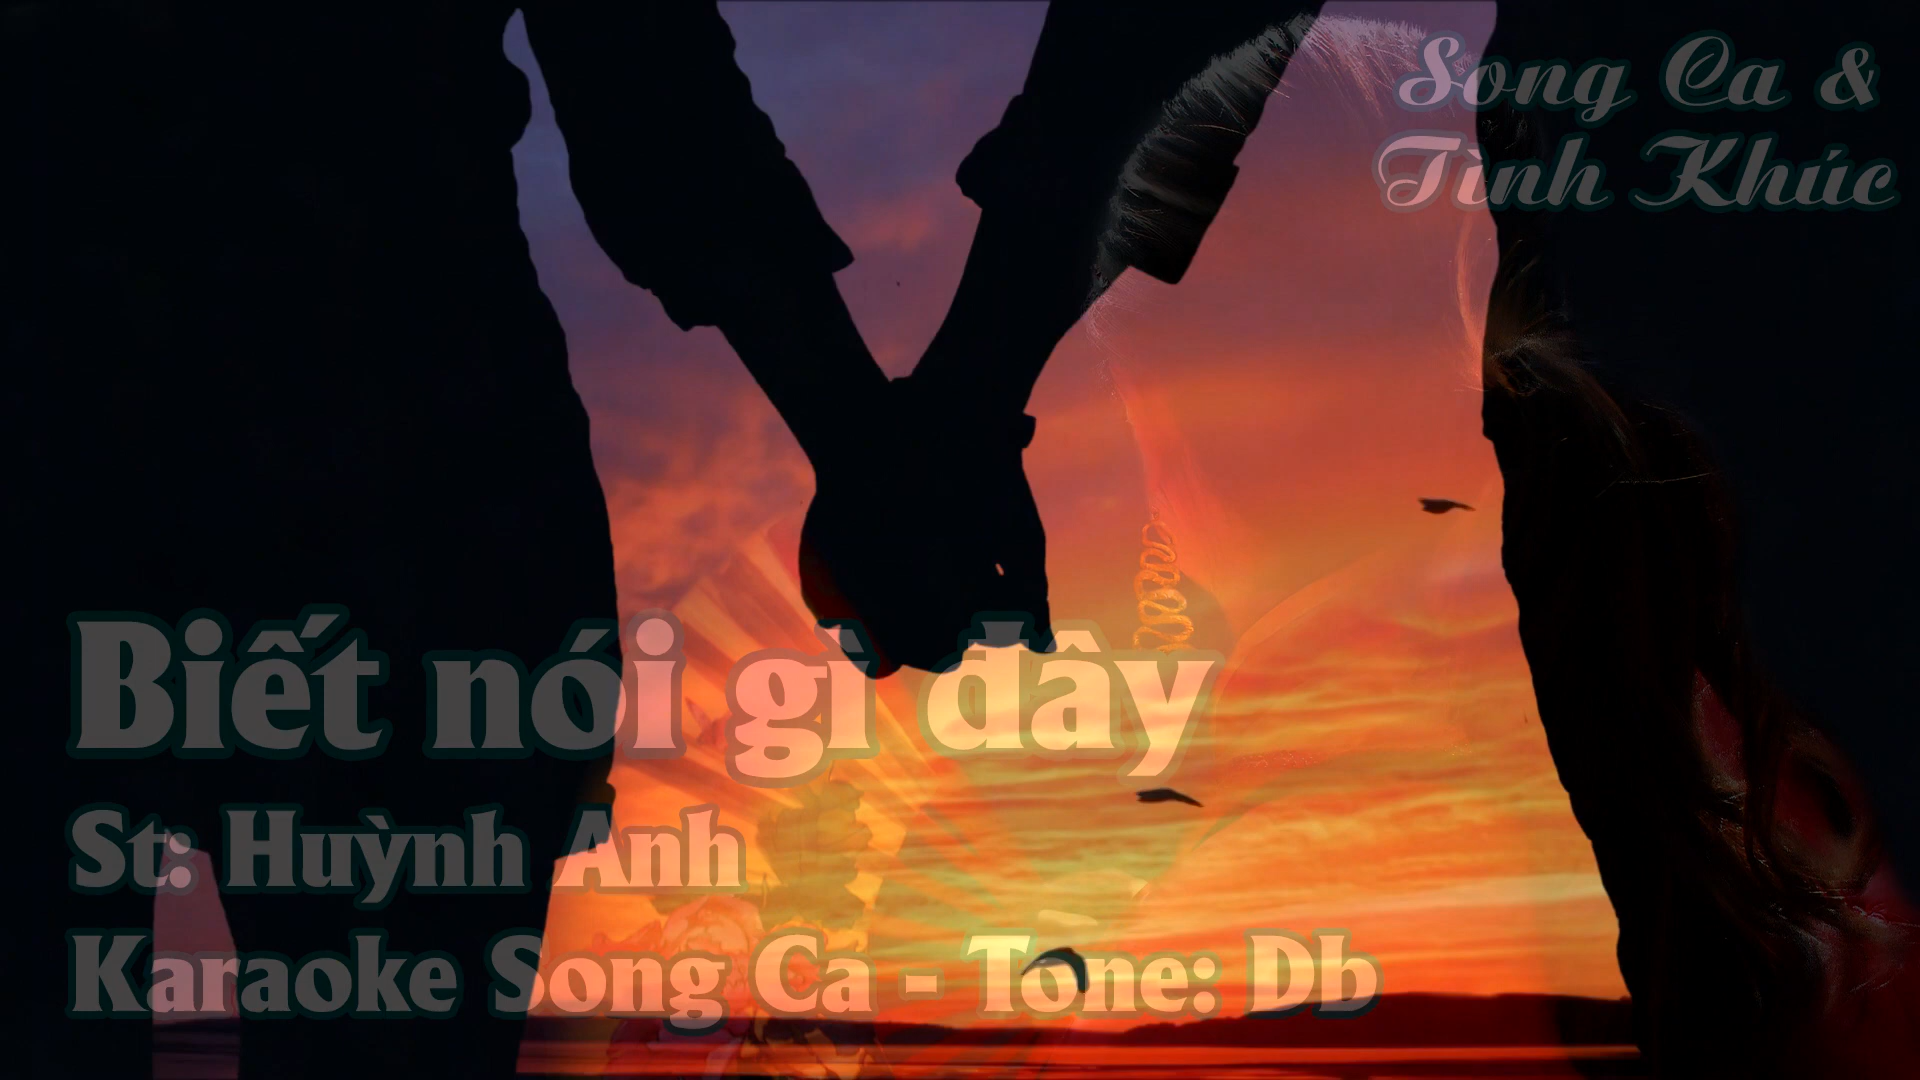 Song Ca &
Tình Khúc
Biết nói gì đây
St: Huỳnh Anh
Karaoke Song Ca - Tone: Db